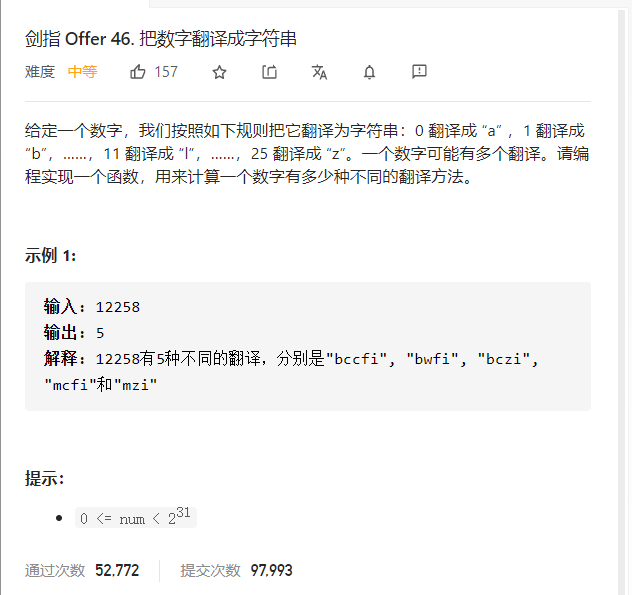 剑指 Offer 46. 把数字翻译成字符串
难度 中等 157
给定一个数字，我们按照如下规则把它翻译为字符串：0 翻译成 “a” ，1 翻译成
“b”，……，11 翻译成 “l”，……，25 翻译成 “z”。一个数字可能有多个翻译。请编
程实现一个函数，用来计算一个数字有多少种不同的翻译方法。
示例 1:
输入: 12258
输出: 5
解释: 12258有5种不同的翻译，分别是"bccfi", "bwfi", "bczi",
"mcfi"和"mzi"
提示：
• 0 <= num < 2³¹
通过次数 52,772 提交次数 97,993